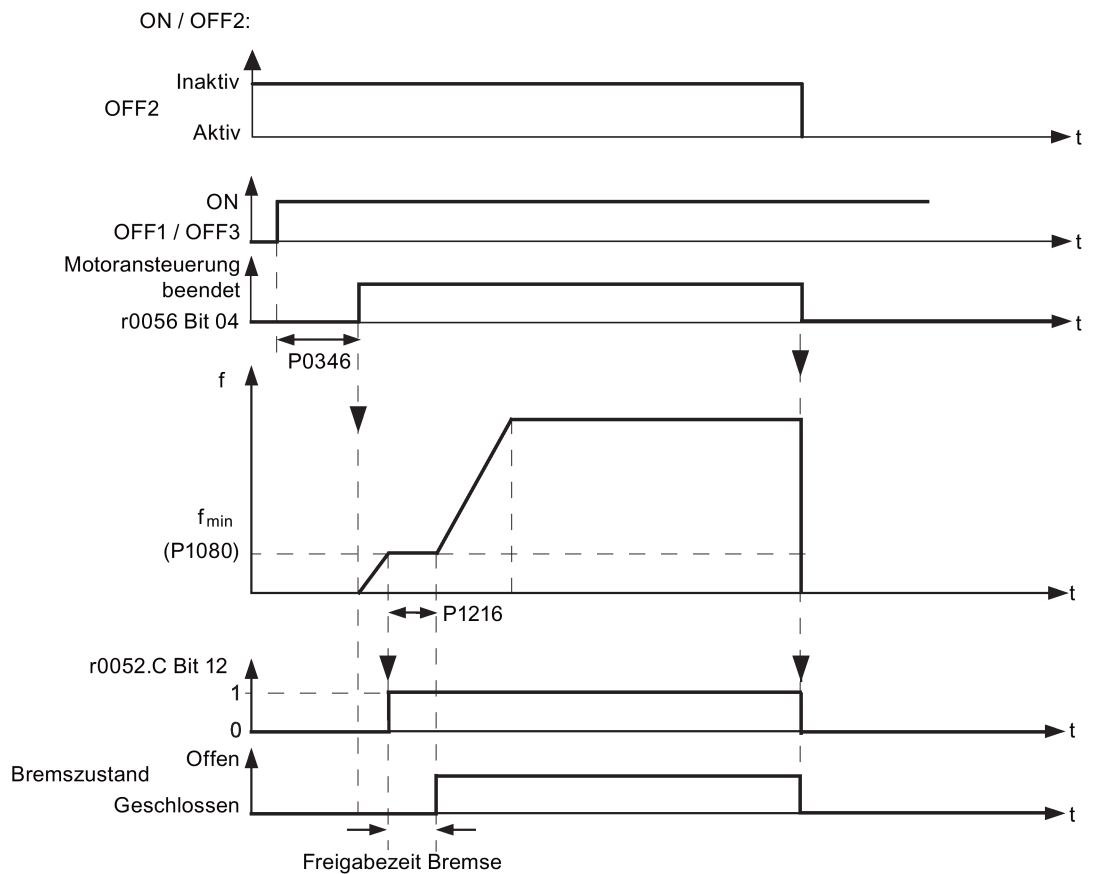 ON / OFF2:
Inaktiv
OFF2
Aktiv
t
ON
OFF1 / OFF3
t
Motoransteuerung
beendet
r0056 Bit 04
t
P0346
f
fmin
(P1080)
t
P1216
r0052.C Bit 12
1
0
t
Offen
Bremszustand
Geschlossen
t
Freigabezeit Bremse